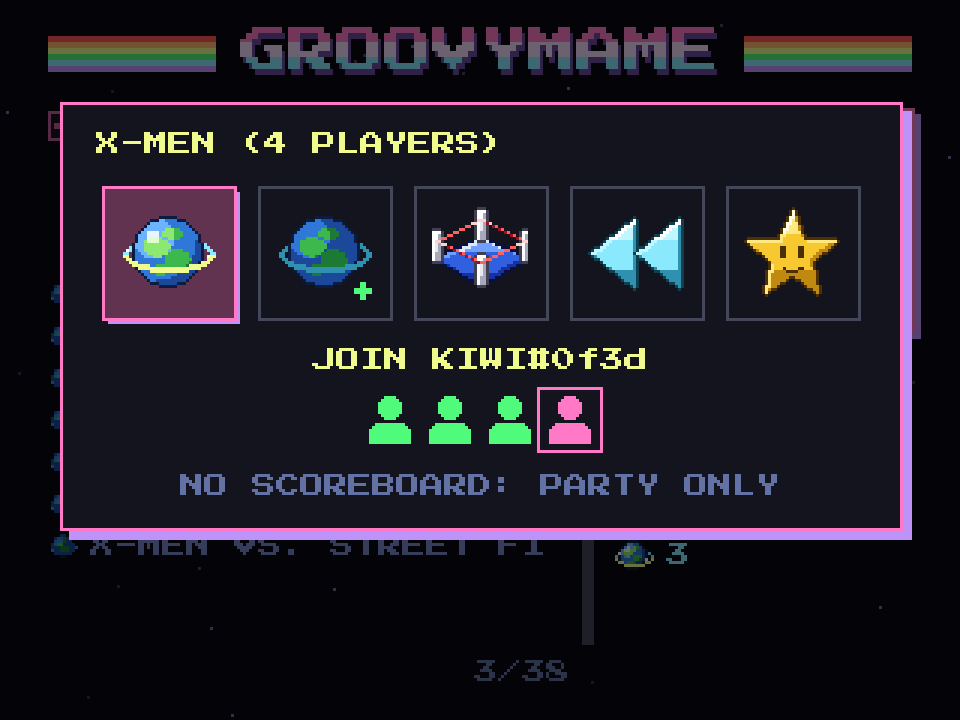 GROOVYMAME
X-MEN (4 PLAYERS)
JOIN KIWI#0f3d
NO SCOREBOARD: PARTY ONLY
X-MEN VS. STREET FI
3
3/38